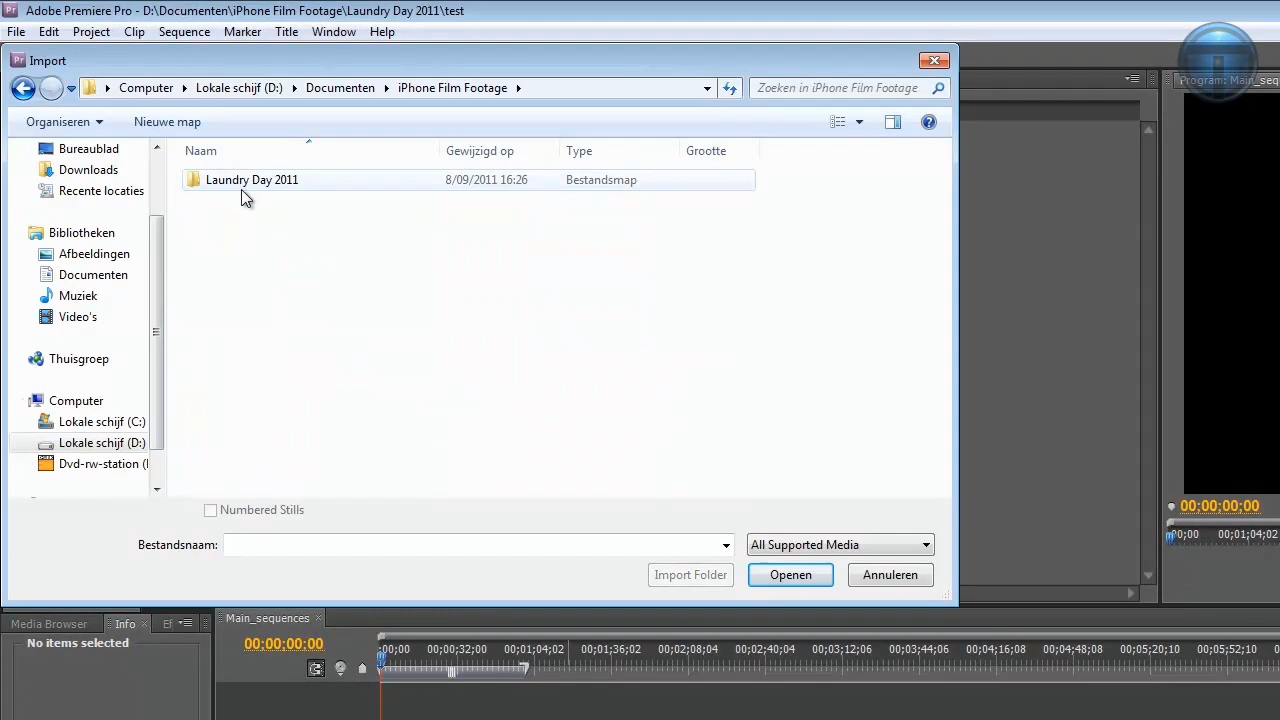 Adobe Premiere Pro - D:\Documenten\iPhone Film Footage\Laundry Day 2011\test
File Edit Project Clip Sequence Marker Title Window Help
Import
Computer Lokale schijf (D:) Documenten iPhone Film Footage
Zoeken in iPhone Film Footage
Program: Main_seq
Organiseren Nieuwe map
Naam Gewijzigd op Type Grootte
Laundry Day 2011 8/09/2011 16:26 Bestandsmap
Bureaublad
Downloads
Recente locaties
Bibliotheken
Afbeeldingen
Documenten
Muziek
Video's
Thuisgroep
Computer
Lokale schijf (C:)
Lokale schijf (D:)
Dvd-rw-station (
Numbered Stills
Bestandsnaam: All Supported Media
Import Folder Openen Annuleren
00;00;00;00
00;00 00;01;04;02
Media Browser Info Ef
No items selected
Main_sequences
00;00;00;00
;00;00 00;00;32;00 00;01;04;02 00;01;36;02 00;02;08;04 00;02;40;04 00;03;12;06 00;03;44;06 00;04;16;08 00;04;48;08 00;05;20;10 00;05;52;10